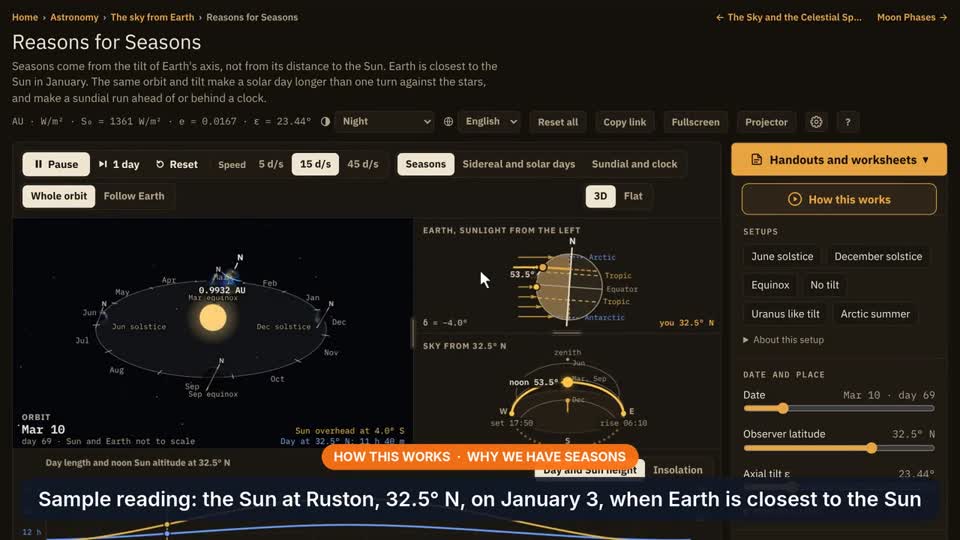 Home › Astronomy › The sky from Earth › Reasons for Seasons
← The Sky and the Celestial Sp... Moon Phases →
Reasons for Seasons
Seasons come from the tilt of Earth's axis, not from its distance to the Sun. Earth is closest to the
Sun in January. The same orbit and tilt make a solar day longer than one turn against the stars,
and make a sundial run ahead of or behind a clock.
AU · W/m² · S₀ = 1361 W/m² · e = 0.0167 · ε = 23.44° Night English Reset all Copy link Fullscreen Projector ?
Pause 1 day Reset Speed 5 d/s 15 d/s 45 d/s Seasons Sidereal and solar days Sundial and clock
Whole orbit Follow Earth 3D Flat
N
N
Apr Feb
0.9932 AU
May Mar equinox Jan
N N
Jun Jun solstice Dec solstice Dec
Jul Nov
Aug N Oct
Sep
Sep equinox
ORBIT
Mar 10
day 69 · Sun and Earth not to scale
Sun overhead at 4.0° S
Day at 32.5° N: 11 h 40 m
EARTH, SUNLIGHT FROM THE LEFT
N
Arctic
53.5°
Tropic
Equator
Tropic
Antarctic
δ = −4.0° you 32.5° N
SKY FROM 32.5° N
zenith
Jun
noon 53.5° Mar, Sep
Dec
W E
set 17:50 rise 06:10
S
Handouts and worksheets ▾
How this works
SETUPS
June solstice December solstice
Equinox No tilt
Uranus like tilt Arctic summer
▶ About this setup
DATE AND PLACE
Date Mar 10 · day 69
Observer latitude 32.5° N
Axial tilt ε 23.44°
Day length and noon Sun altitude at 32.5° N
Day and Sun height Insolation
HOW THIS WORKS · WHY WE HAVE SEASONS
Sample reading: the Sun at Ruston, 32.5° N, on January 3, when Earth is closest to the Sun
12 h